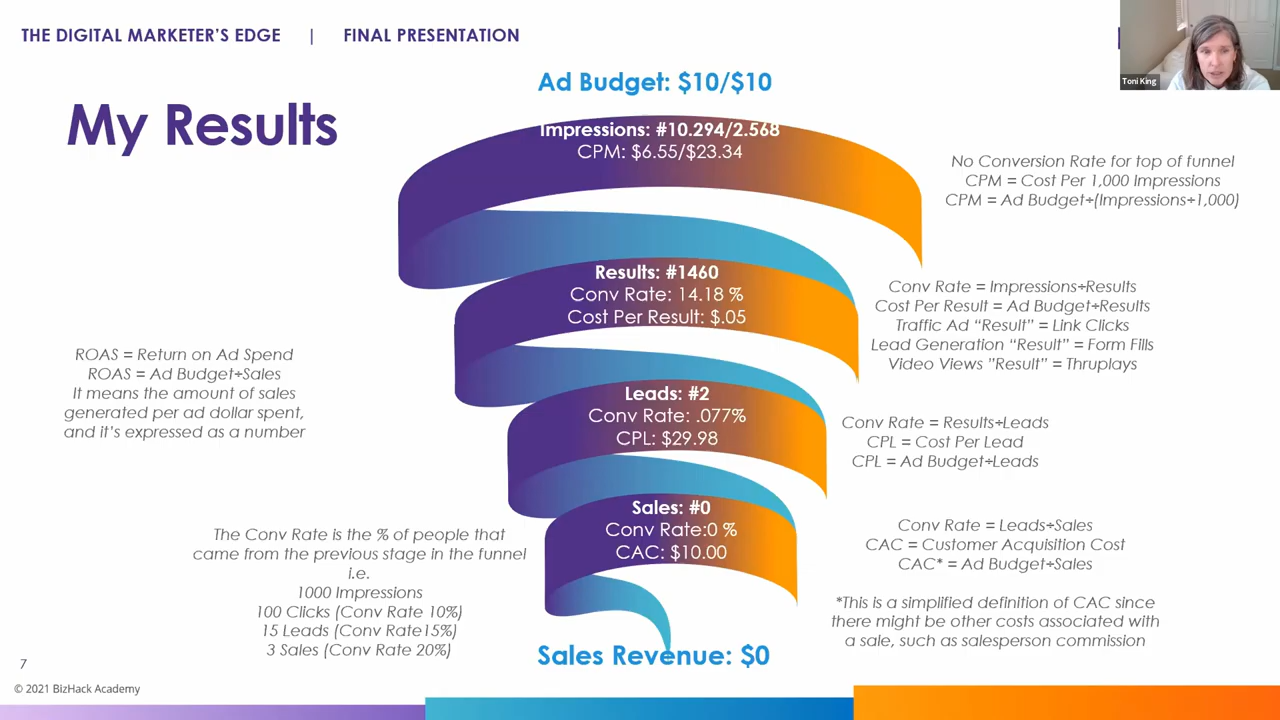 THE DIGITAL MARKETER'S EDGE | FINAL PRESENTATION
Toni King
My Results
Ad Budget: $10/$10
Impressions: #10.294/2.568
CPM: $6.55/$23.34
No Conversion Rate for top of funnel
CPM = Cost Per 1,000 Impressions
CPM = Ad Budget÷(Impressions÷1,000)
Results: #1460
Conv Rate: 14.18 %
Cost Per Result: $.05
Conv Rate = Impressions÷Results
Cost Per Result = Ad Budget÷Results
Traffic Ad “Result” = Link Clicks
Lead Generation “Result” = Form Fills
Video Views ”Result” = Thruplays
ROAS = Return on Ad Spend
ROAS = Ad Budget÷Sales
It means the amount of sales
generated per ad dollar spent,
and it’s expressed as a number
Leads: #2
Conv Rate: .077%
CPL: $29.98
Conv Rate = Results÷Leads
CPL = Cost Per Lead
CPL = Ad Budget÷Leads
Sales: #0
Conv Rate:0 %
CAC: $10.00
Conv Rate = Leads÷Sales
CAC = Customer Acquisition Cost
CAC* = Ad Budget÷Sales
*This is a simplified definition of CAC since
there might be other costs associated with
a sale, such as salesperson commission
The Conv Rate is the % of people that
came from the previous stage in the funnel
i.e.
1000 Impressions
100 Clicks (Conv Rate 10%)
15 Leads (Conv Rate15%)
3 Sales (Conv Rate 20%)
Sales Revenue: $0
7
© 2021 BizHack Academy